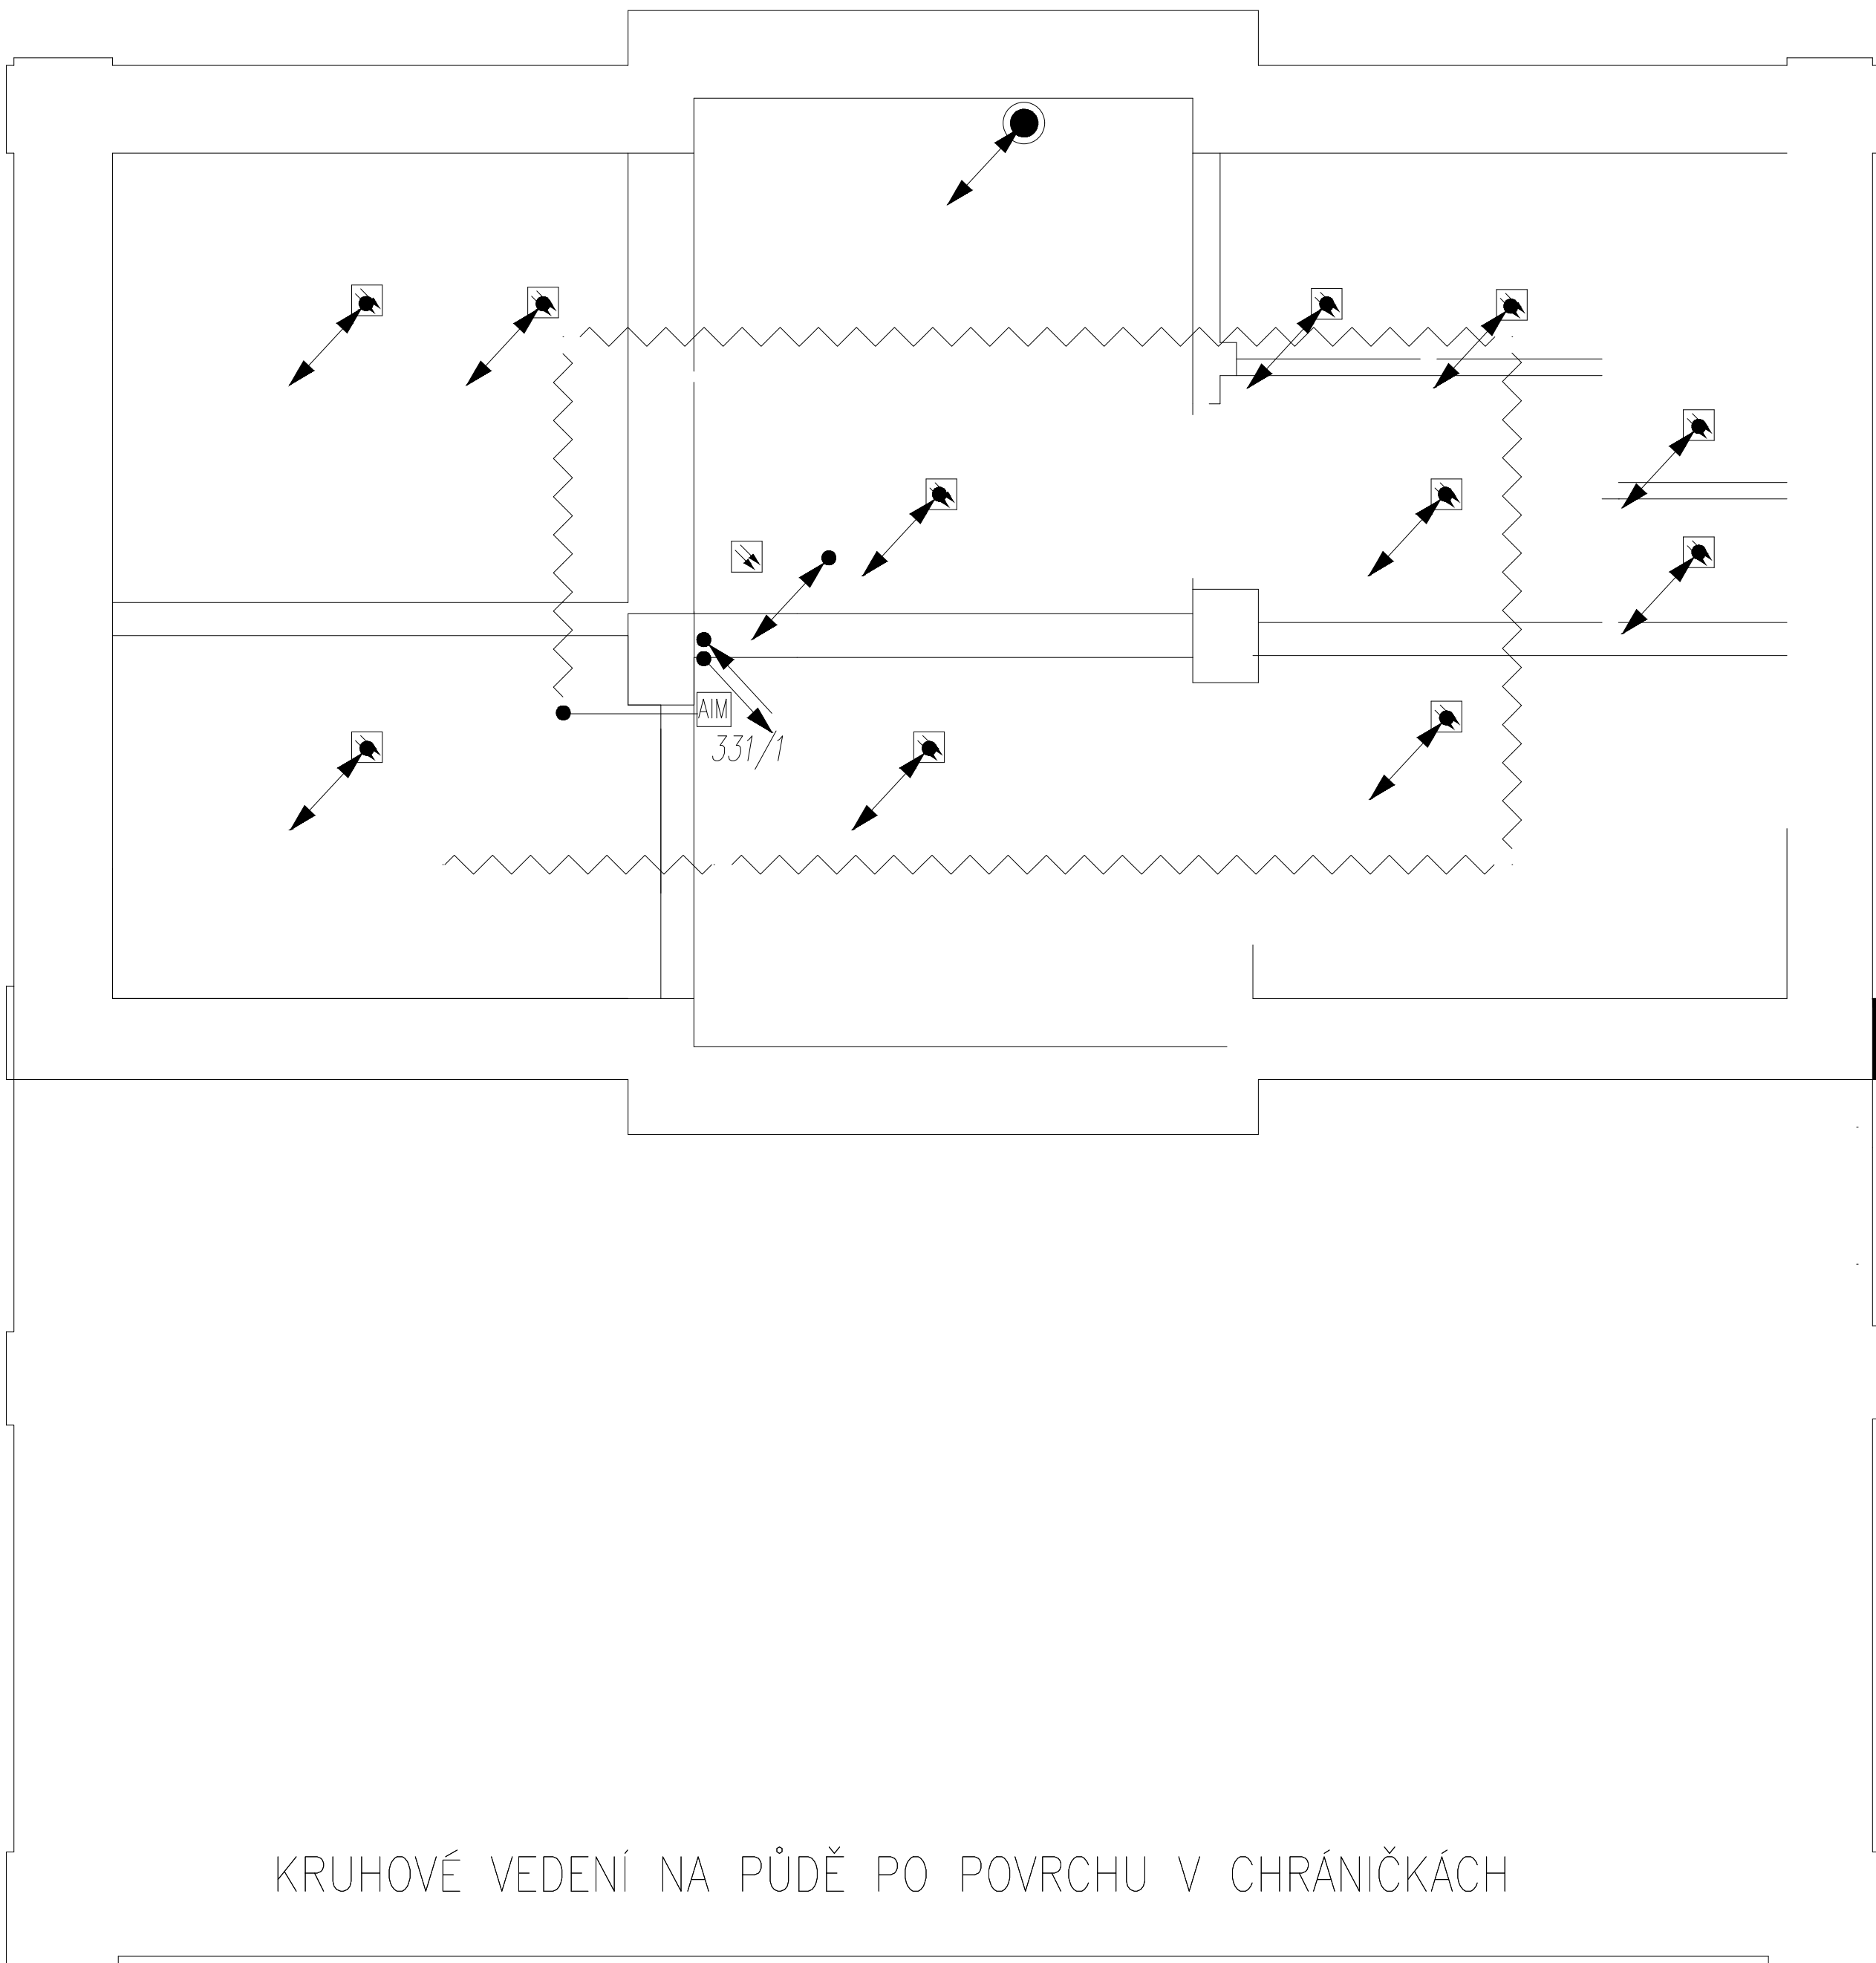 AIM
331/1
KRUHOVÉ VEDENÍ NA PŮDĚ PO POVRCHU V CHRÁNIČKÁCH